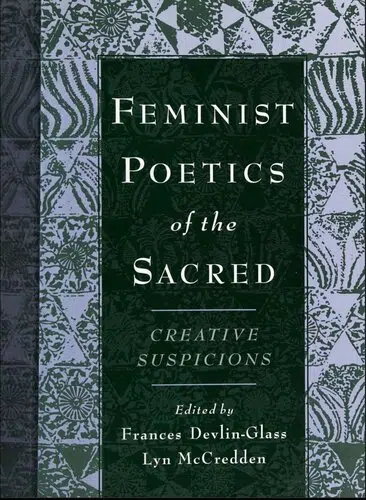 FEMINIST
POETICS
of the
SACRED
CREATIVE
SUSPICIONS
Edited by
Frances Devlin-Glass
Lyn McCredden